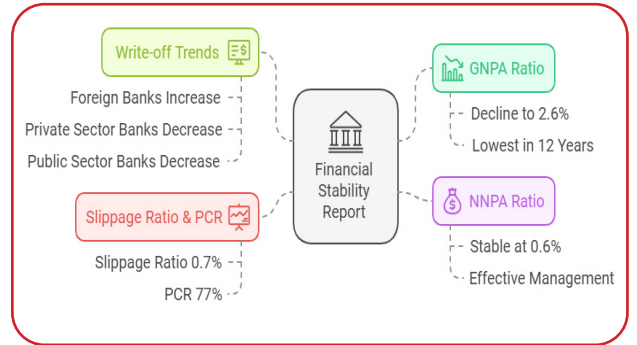 Write-off Trends
Foreign Banks Increase
Private Sector Banks Decrease
Public Sector Banks Decrease
Slippage Ratio & PCR
Slippage Ratio 0.7%
PCR 77%
Financial
Stability
Report
GNPA Ratio
Decline to 2.6%
Lowest in 12 Years
NNPA Ratio
Stable at 0.6%
Effective Management